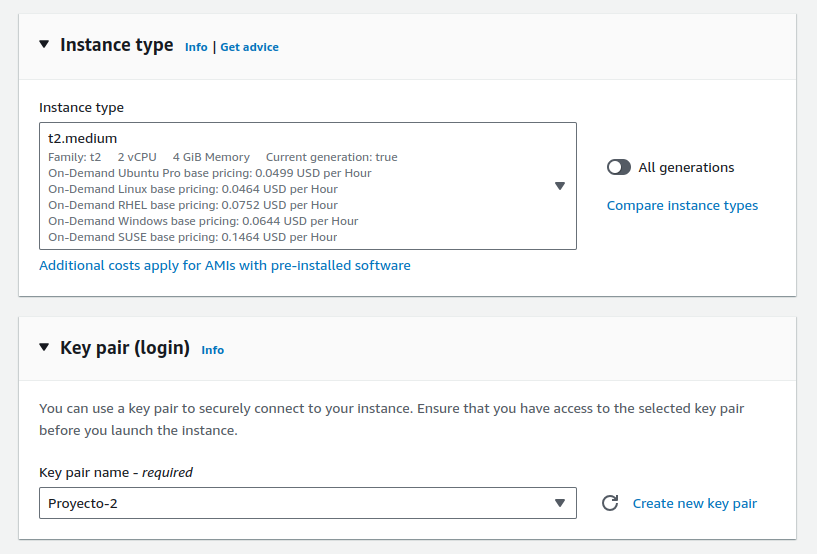 Instance type Info | Get advice
Instance type
t2.medium
Family: t2 2 vCPU 4 GiB Memory Current generation: true
On-Demand Ubuntu Pro base pricing: 0.0499 USD per Hour
On-Demand Linux base pricing: 0.0464 USD per Hour
On-Demand RHEL base pricing: 0.0752 USD per Hour
On-Demand Windows base pricing: 0.0644 USD per Hour
On-Demand SUSE base pricing: 0.1464 USD per Hour
All generations
Compare instance types
Additional costs apply for AMIs with pre-installed software
Key pair (login) Info
You can use a key pair to securely connect to your instance. Ensure that you have access to the selected key pair
before you launch the instance.
Key pair name - required
Proyecto-2
Create new key pair